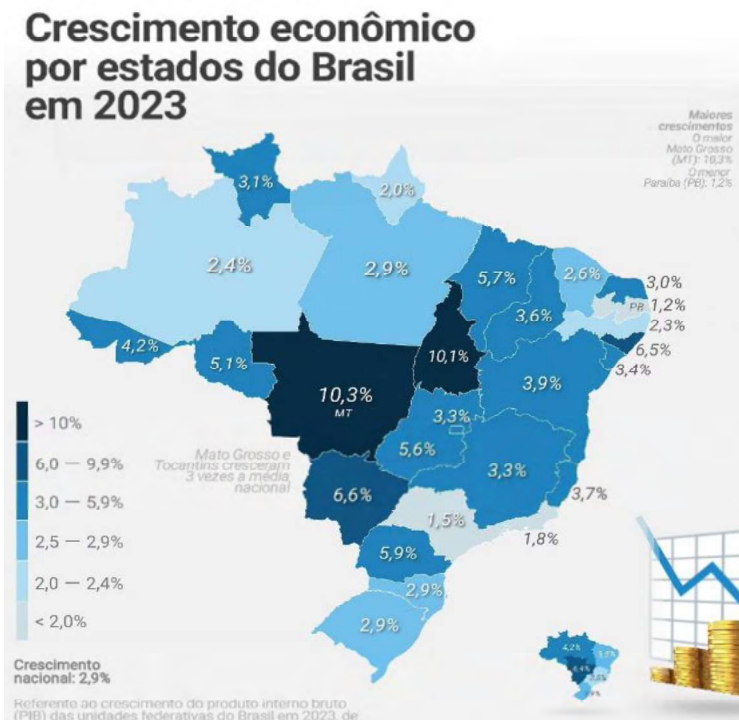 Crescimento econômico
por estados do Brasil
em 2023
Maiores
crescimentos
O maior
Mato Grosso
(MT): 10,3%
O menor
Paraíba (PB): 1,2%
3,1%
2,0%
2,4%
2,9%
5,7%
2,6%
3,0%
3,6%
PB 1,2%
2,3%
6,5%
3,4%
4,2%
5,1%
10,1%
10,3%
MT
3,9%
3,3%
5,6%
3,3%
6,6%
3,7%
1,5%
1,8%
5,9%
2,9%
2,9%
> 10%
6,0 — 9,9%
3,0 — 5,9%
2,5 — 2,9%
2,0 — 2,4%
< 2,0%
Mato Grosso e
Tocantins cresceram
3 vezes a média
nacional
4,2%
6,4%
Crescimento
nacional: 2,9%
Referente ao crescimento do produto interno bruto
(PIB) das unidades federativas do Brasil em 2023, de